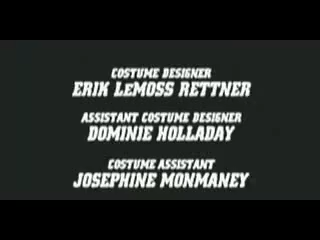 COSTUME DESIGNER
ERIK LeMOSS RETTNER
ASSISTANT COSTUME DESIGNER
DOMINIE HOLLADAY
COSTUME ASSISTANT
JOSEPHINE MONMANEY